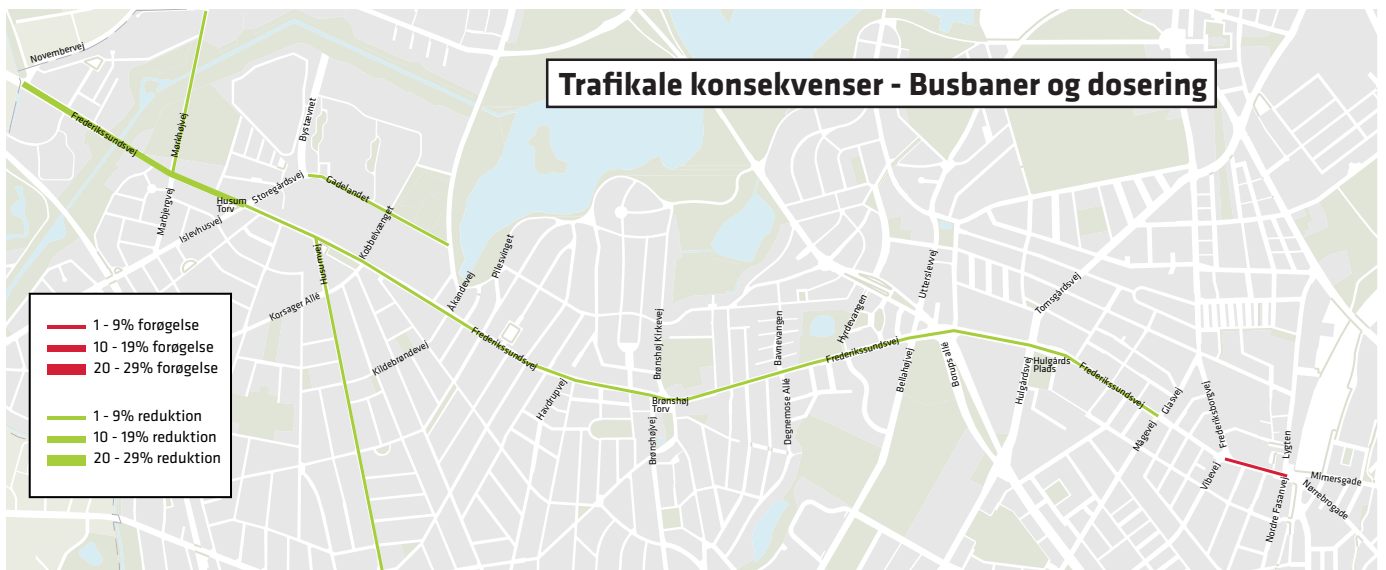 Trafikale konsekvenser - Busbaner og dosering
Novembervej
Frederikssundsvej
Mørkhøjvej
Bystævnet
Marbjergvej
Islevhusvej
Husum
Torv
Storegårdsvej
Gadelandet
Kobbelvænget
Husumvej
Korsager Allé
Kildebrøndevej
Åkandevej
Pilesvinget
Frederikssundsvej
Havdrupvej
Brønshøj Kirkevej
Brønshøj
Torv
Brønshøjvej
Bavnevangen
Degnemose Allé
Hyrdevangen
Frederikssundsvej
Bellahøjvej
Utterslevvej
Borups allé
Tomsgårdsvej
Hulgårdsvej
Hulgårds
Plads
Frederikssundsvej
Glasvej
Mågevej
Frederiksborgvej
Vibevej
Lygten
Mimersgade
Nørrebrogade
Nordre Fasanvej
1 - 9% forøgelse
10 - 19% forøgelse
20 - 29% forøgelse
1 - 9% reduktion
10 - 19% reduktion
20 - 29% reduktion